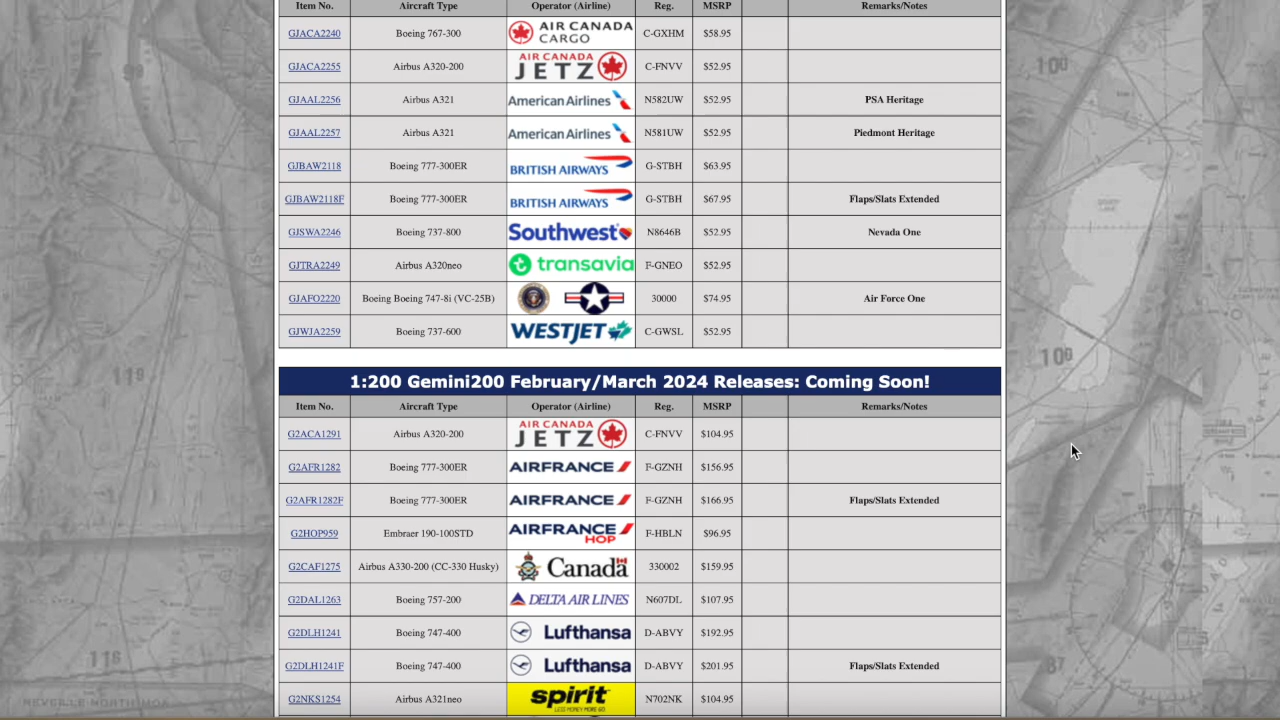 Item No. Aircraft Type Operator (Airline) Reg. MSRP Remarks/Notes
GJACA2240 Boeing 767-300 AIR CANADA CARGO C-GXHM $58.95
GJACA2255 Airbus A320-200 AIR CANADA JETZ C-FNVV $52.95
GJAAL2256 Airbus A321 American Airlines N582UW $52.95 PSA Heritage
GJAAL2257 Airbus A321 American Airlines N581UW $52.95 Piedmont Heritage
GJBAW2118 Boeing 777-300ER BRITISH AIRWAYS G-STBH $63.95
GJBAW2118F Boeing 777-300ER BRITISH AIRWAYS G-STBH $67.95 Flaps/Slats Extended
GJSWA2246 Boeing 737-800 Southwest N8646B $52.95 Nevada One
GJTRA2249 Airbus A320neo transavia F-GNEO $52.95
GJAFO2220 Boeing Boeing 747-8i (VC-25B) 30000 $74.95 Air Force One
GJWJA2259 Boeing 737-600 WESTJET C-GWSL $52.95
1:200 Gemini200 February/March 2024 Releases: Coming Soon!
Item No. Aircraft Type Operator (Airline) Reg. MSRP Remarks/Notes
G2ACA1291 Airbus A320-200 AIR CANADA JETZ C-FNVV $104.95
G2AFR1282 Boeing 777-300ER AIRFRANCE F-GZNH $156.95
G2AFR1282F Boeing 777-300ER AIRFRANCE F-GZNH $166.95 Flaps/Slats Extended
G2HOP959 Embraer 190-100STD AIRFRANCE HOP F-HBLN $96.95
G2CAF1275 Airbus A330-200 (CC-330 Husky) Canada 330002 $159.95
G2DAL1263 Boeing 757-200 DELTA AIR LINES N607DL $107.95
G2DLH1241 Boeing 747-400 Lufthansa D-ABVY $192.95
G2DLH1241F Boeing 747-400 Lufthansa D-ABVY $201.95 Flaps/Slats Extended
G2NKS1254 Airbus A321neo spirit LESS MONEY. MORE GO. N702NK $104.95